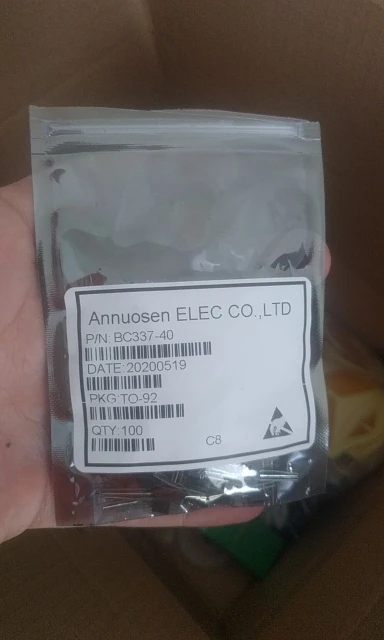 Annuosen ELEC CO.,LTD
P/N: BC337-40
DATE:20200519
PKG:TO-92
QTY:100
C8